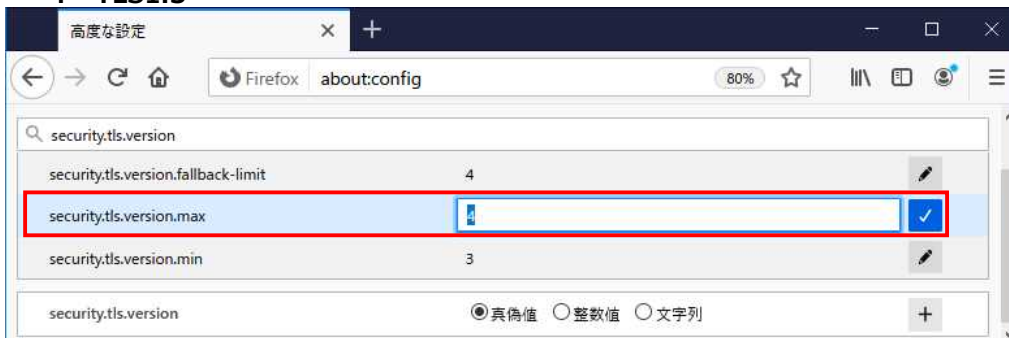 高度な設定
Firefox about:config 80%
security.tls.version
security.tls.version.fallback-limit 4
security.tls.version.max 4
security.tls.version.min 3
security.tls.version 真偽値 整数値 文字列